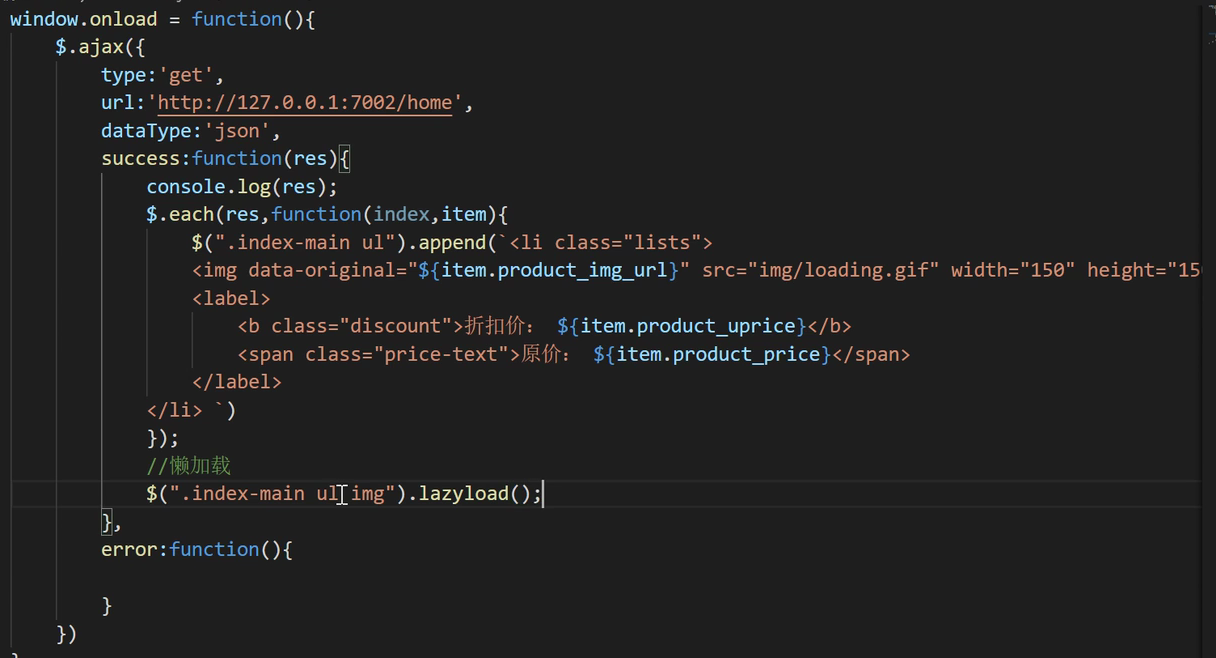 window.onload = function(){
    $.ajax({
        type:'get',
        url:'http://127.0.0.1:7002/home',
        dataType:'json',
        success:function(res){
            console.log(res);
            $.each(res,function(index,item){
                $(".index-main ul").append(`<li class="lists">
                <img data-original="${item.product_img_url}" src="img/loading.gif" width="150" height="15
                <label>
                    <b class="discount">折扣价： ${item.product_uprice}</b>
                    <span class="price-text">原价： ${item.product_price}</span>
                </label>
            </li> `)
            });
            //懒加载
            $(".index-main ul img").lazyload();
        },
        error:function(){
        }
    })